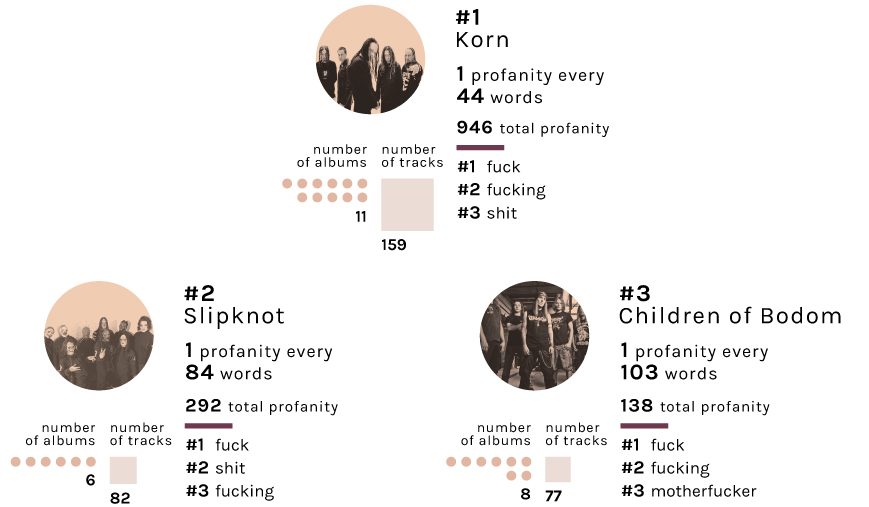 #1
Korn
1 profanity every
44 words
946 total profanity
number
of albums
11
number
of tracks
159
#1 fuck
#2 fucking
#3 shit
#2
Slipknot
1 profanity every
84 words
292 total profanity
number
of albums
6
number
of tracks
82
#1 fuck
#2 shit
#3 fucking
#3
Children of Bodom
1 profanity every
103 words
138 total profanity
number
of albums
8
number
of tracks
77
#1 fuck
#2 fucking
#3 motherfucker